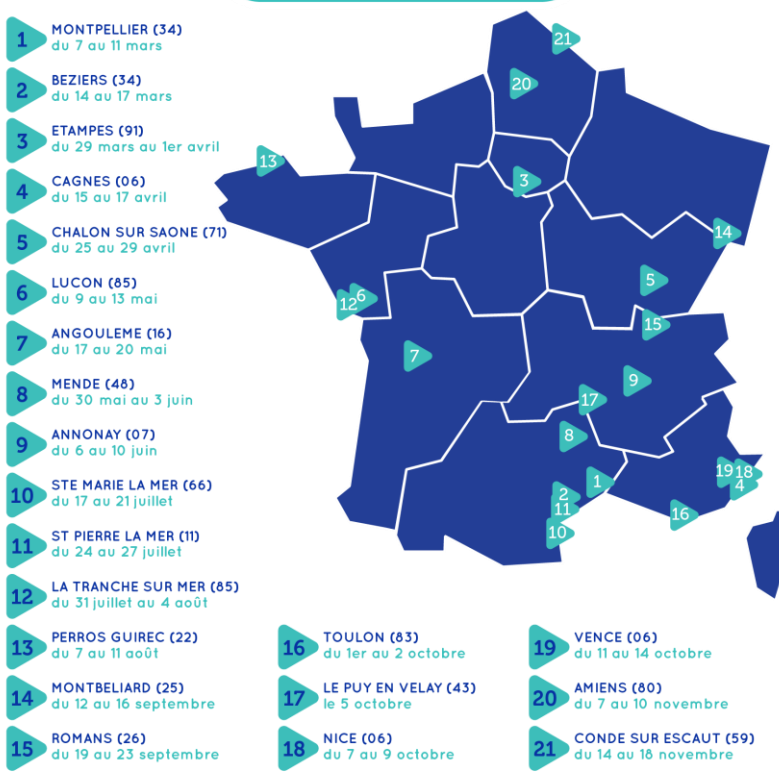 1
MONTPELLIER (34)
du 7 au 11 mars
2
BEZIERS (34)
du 14 au 17 mars
3
ETAMPES (91)
du 29 mars au 1er avril
4
CAGNES (06)
du 15 au 17 avril
5
CHALON SUR SAONE (71)
du 25 au 29 avril
6
LUCON (85)
du 9 au 13 mai
7
ANGOULEME (16)
du 17 au 20 mai
8
MENDE (48)
du 30 mai au 3 juin
9
ANNONAY (07)
du 6 au 10 juin
10
STE MARIE LA MER (66)
du 17 au 21 juillet
11
ST PIERRE LA MER (11)
du 24 au 27 juillet
12
LA TRANCHE SUR MER (85)
du 31 juillet au 4 août
13
PERROS GUIREC (22)
du 7 au 11 août
14
MONTBELIARD (25)
du 12 au 16 septembre
15
ROMANS (26)
du 19 au 23 septembre
16
TOULON (83)
du 1er au 2 octobre
17
LE PUY EN VELAY (43)
le 5 octobre
18
NICE (06)
du 7 au 9 octobre
19
VENCE (06)
du 11 au 14 octobre
20
AMIENS (80)
du 7 au 10 novembre
21
CONDE SUR ESCAUT (59)
du 14 au 18 novembre
21
20
13
3
14
5
12
6
15
7
9
17
8
19
18
4
1
2
11
16
10